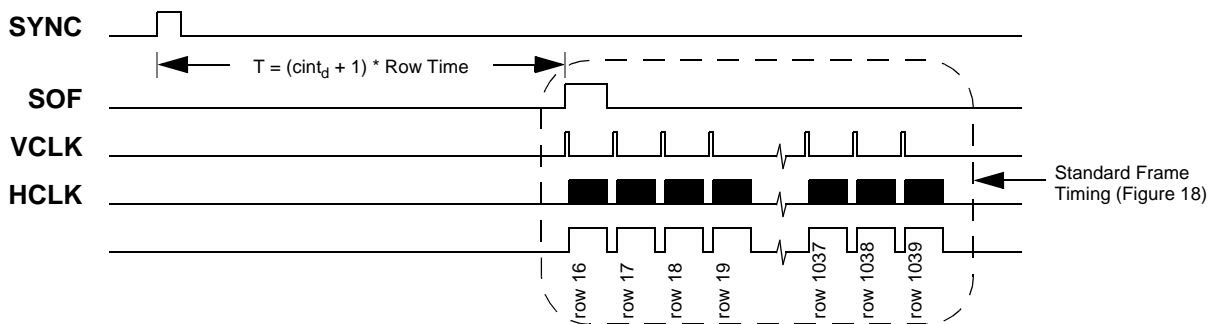 SYNC
T = (cint_d + 1) * Row Time
SOF
VCLK
HCLK
Standard Frame
Timing (Figure 18)
row 16
row 17
row 18
row 19
row 1037
row 1038
row 1039